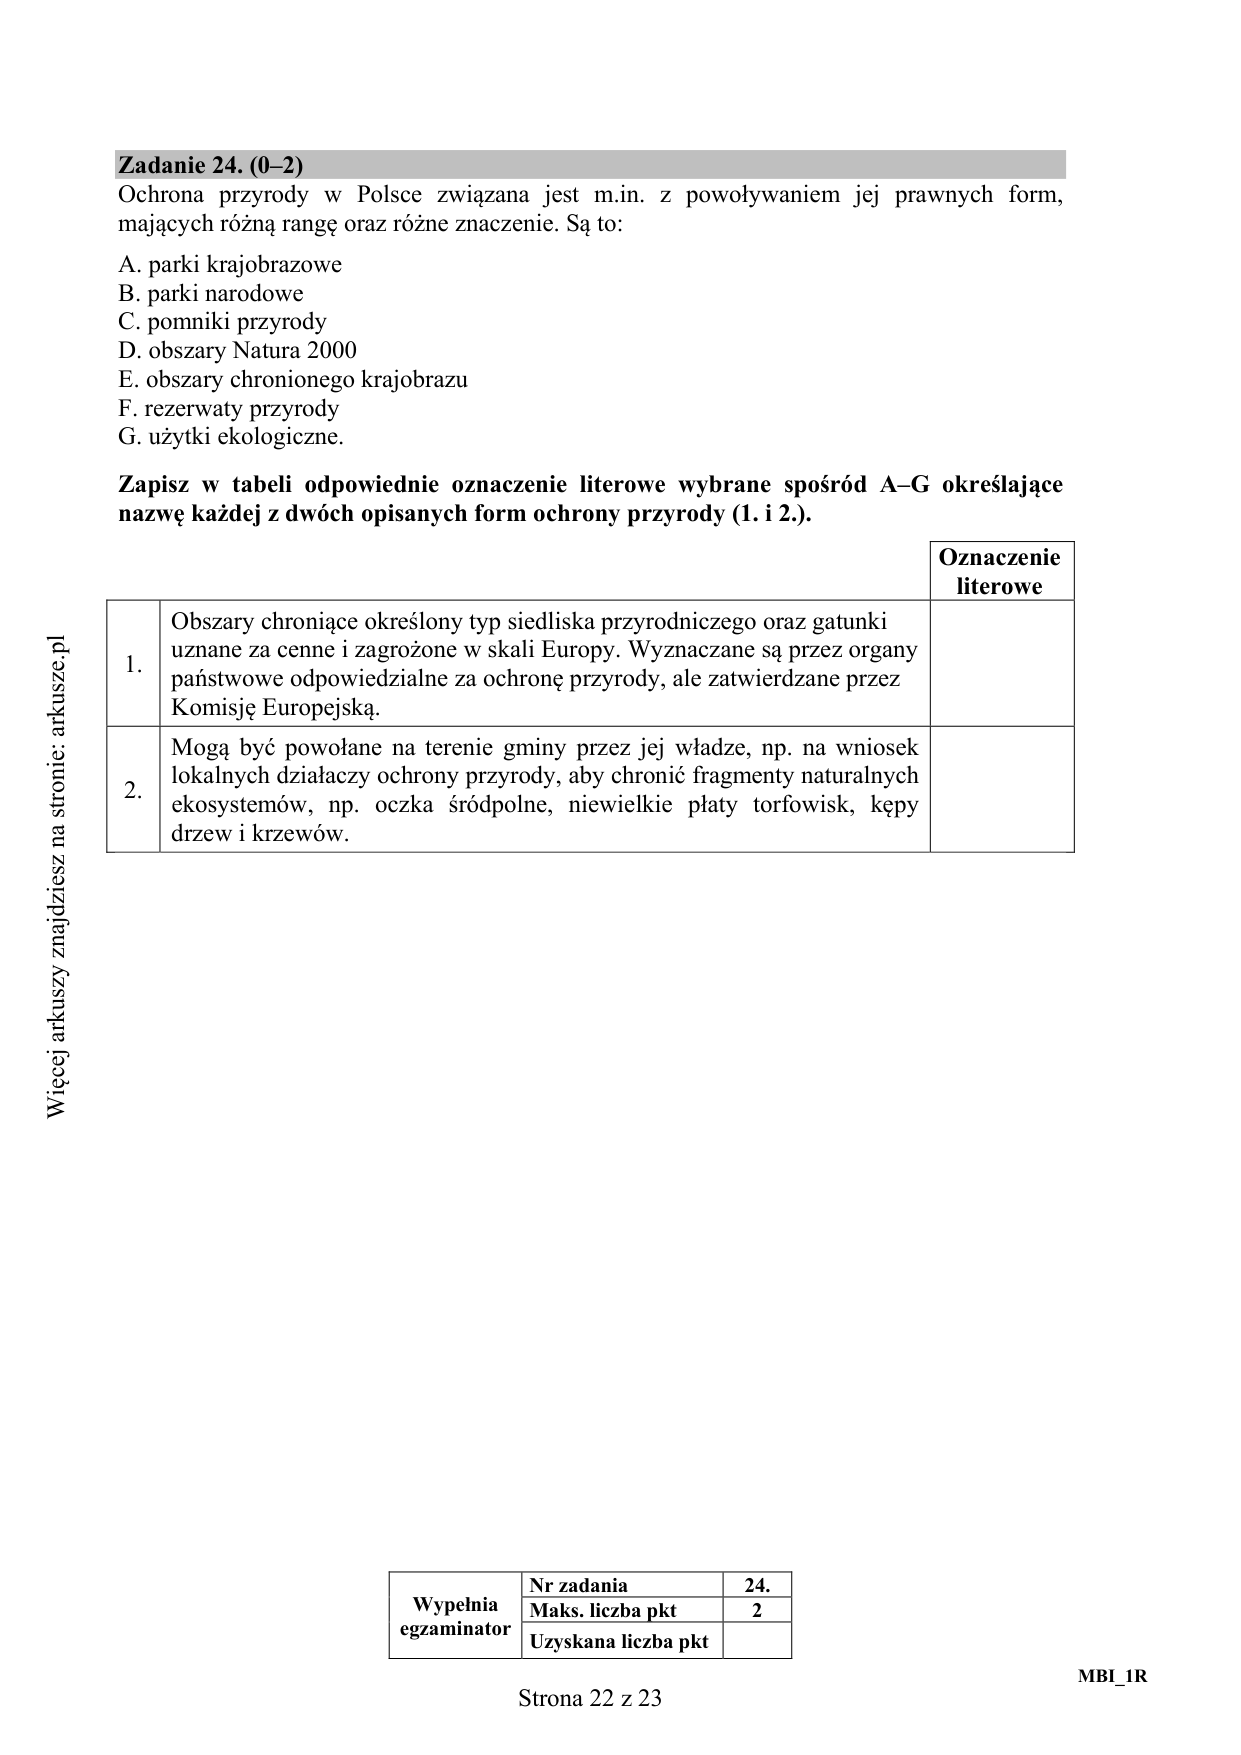 Zadanie 24. (0–2)
Ochrona przyrody w Polsce związana jest m.in. z powoływaniem jej prawnych form,
mających różną rangę oraz różne znaczenie. Są to:
A. parki krajobrazowe
B. parki narodowe
C. pomniki przyrody
D. obszary Natura 2000
E. obszary chronionego krajobrazu
F. rezerwaty przyrody
G. użytki ekologiczne.
Zapisz w tabeli odpowiednie oznaczenie literowe wybrane spośród A–G określające
nazwę każdej z dwóch opisanych form ochrony przyrody (1. i 2.).
Oznaczenie
literowe
1.
Obszary chroniące określony typ siedliska przyrodniczego oraz gatunki
uznane za cenne i zagrożone w skali Europy. Wyznaczane są przez organy
państwowe odpowiedzialne za ochronę przyrody, ale zatwierdzane przez
Komisję Europejską.
2.
Mogą być powołane na terenie gminy przez jej władze, np. na wniosek
lokalnych działaczy ochrony przyrody, aby chronić fragmenty naturalnych
ekosystemów, np. oczka śródpolne, niewielkie płaty torfowisk, kępy
drzew i krzewów.
Więcej arkuszy znajdziesz na stronie: arkusze.pl
Wypełnia
egzaminator
Nr zadania 24.
Maks. liczba pkt 2
Uzyskana liczba pkt
MBI_1R
Strona 22 z 23